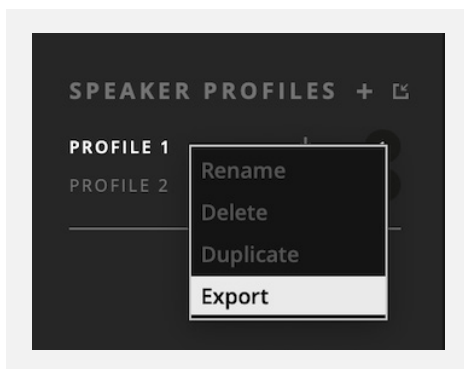 SPEAKER PROFILES +
PROFILE 1
PROFILE 2
Rename
Delete
Duplicate
Export